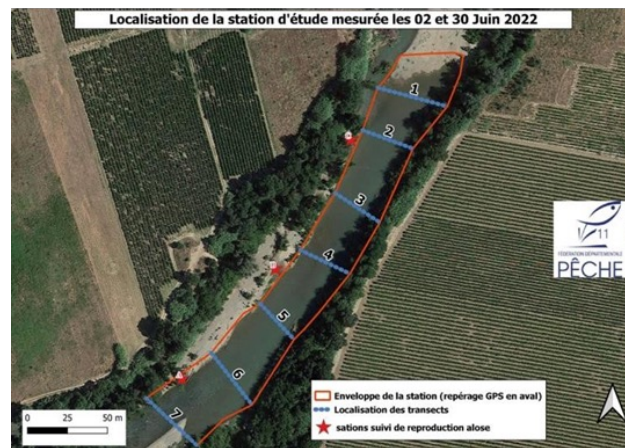 Localisation de la station d'étude mesurée les 02 et 30 Juin 2022
1
2
3
4
5
6
7
11
FÉDÉRATION DÉPARTEMENTALE
PÊCHE
Enveloppe de la station (repérage GPS en aval)
Localisation des transects
sations suivi de reproduction alose
0 25 50 m